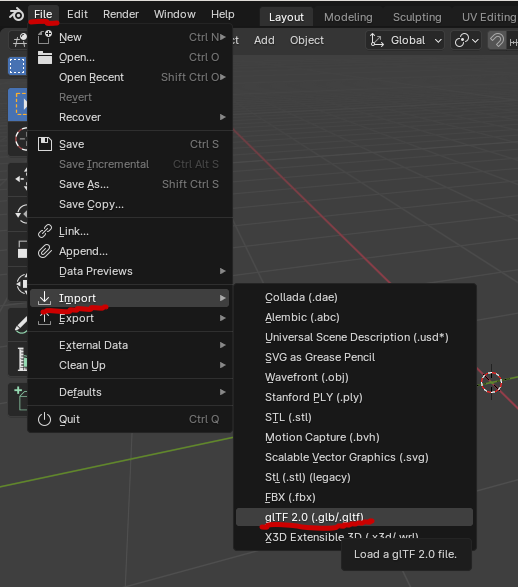 File Edit Render Window Help Layout Modeling Sculpting UV Editing
Add Object Global
New Ctrl N
Open... Ctrl O
Open Recent Shift Ctrl O
Revert
Recover
Save Ctrl S
Save Incremental Ctrl Alt S
Save As... Shift Ctrl S
Save Copy...
Link...
Append...
Data Previews
Import
Export
External Data
Clean Up
Defaults
Quit Ctrl Q
Collada (.dae)
Alembic (.abc)
Universal Scene Description (.usd*)
SVG as Grease Pencil
Wavefront (.obj)
Stanford PLY (.ply)
STL (.stl)
Motion Capture (.bvh)
Scalable Vector Graphics (.svg)
Stl (.stl) (legacy)
FBX (.fbx)
glTF 2.0 (.glb/.gltf)
X3D Extensible 3D (.x3d/.wrl)
Load a glTF 2.0 file.